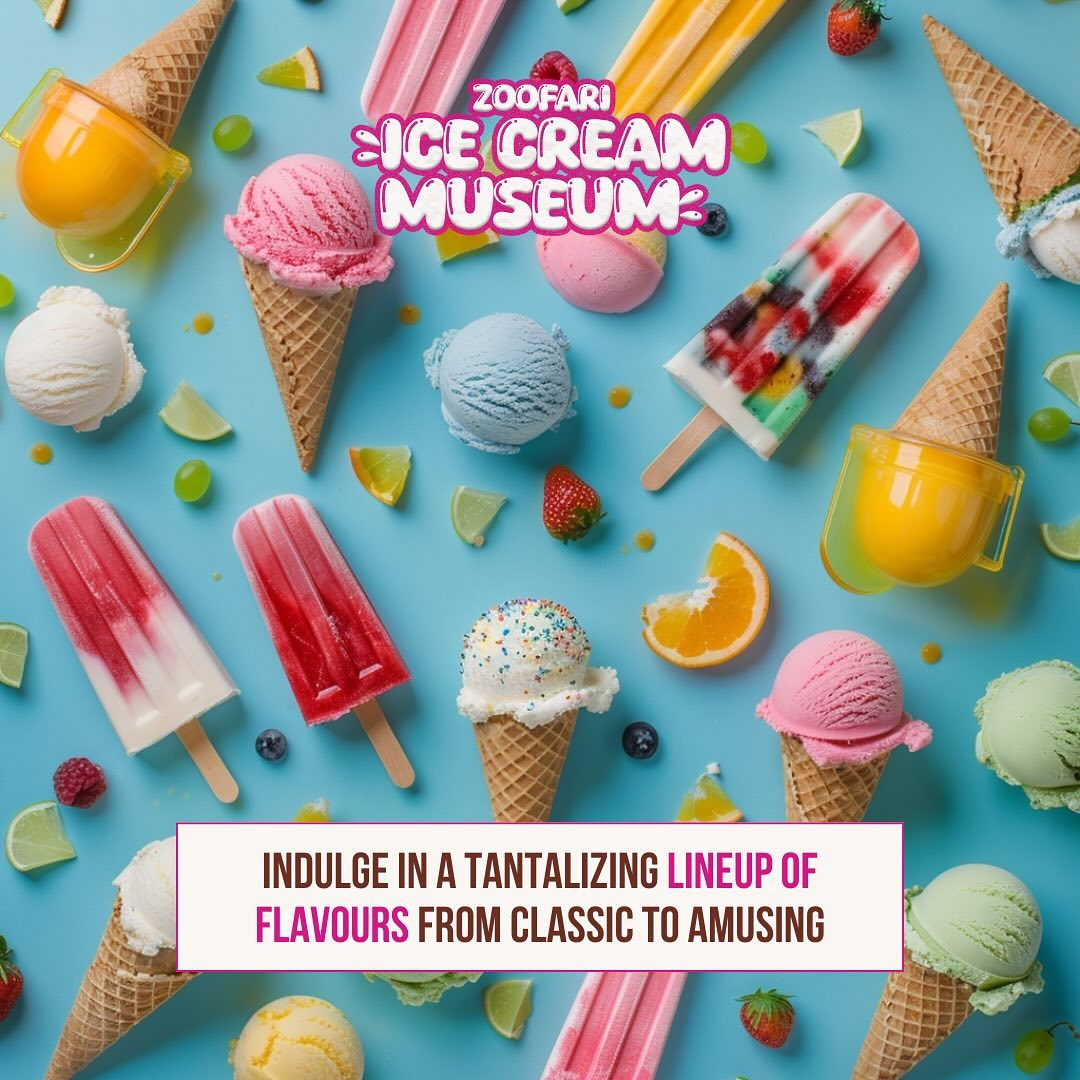 ZOOFARI
ICE CREAM
MUSEUM
INDULGE IN A TANTALIZING LINEUP OF
FLAVOURS FROM CLASSIC TO AMUSING